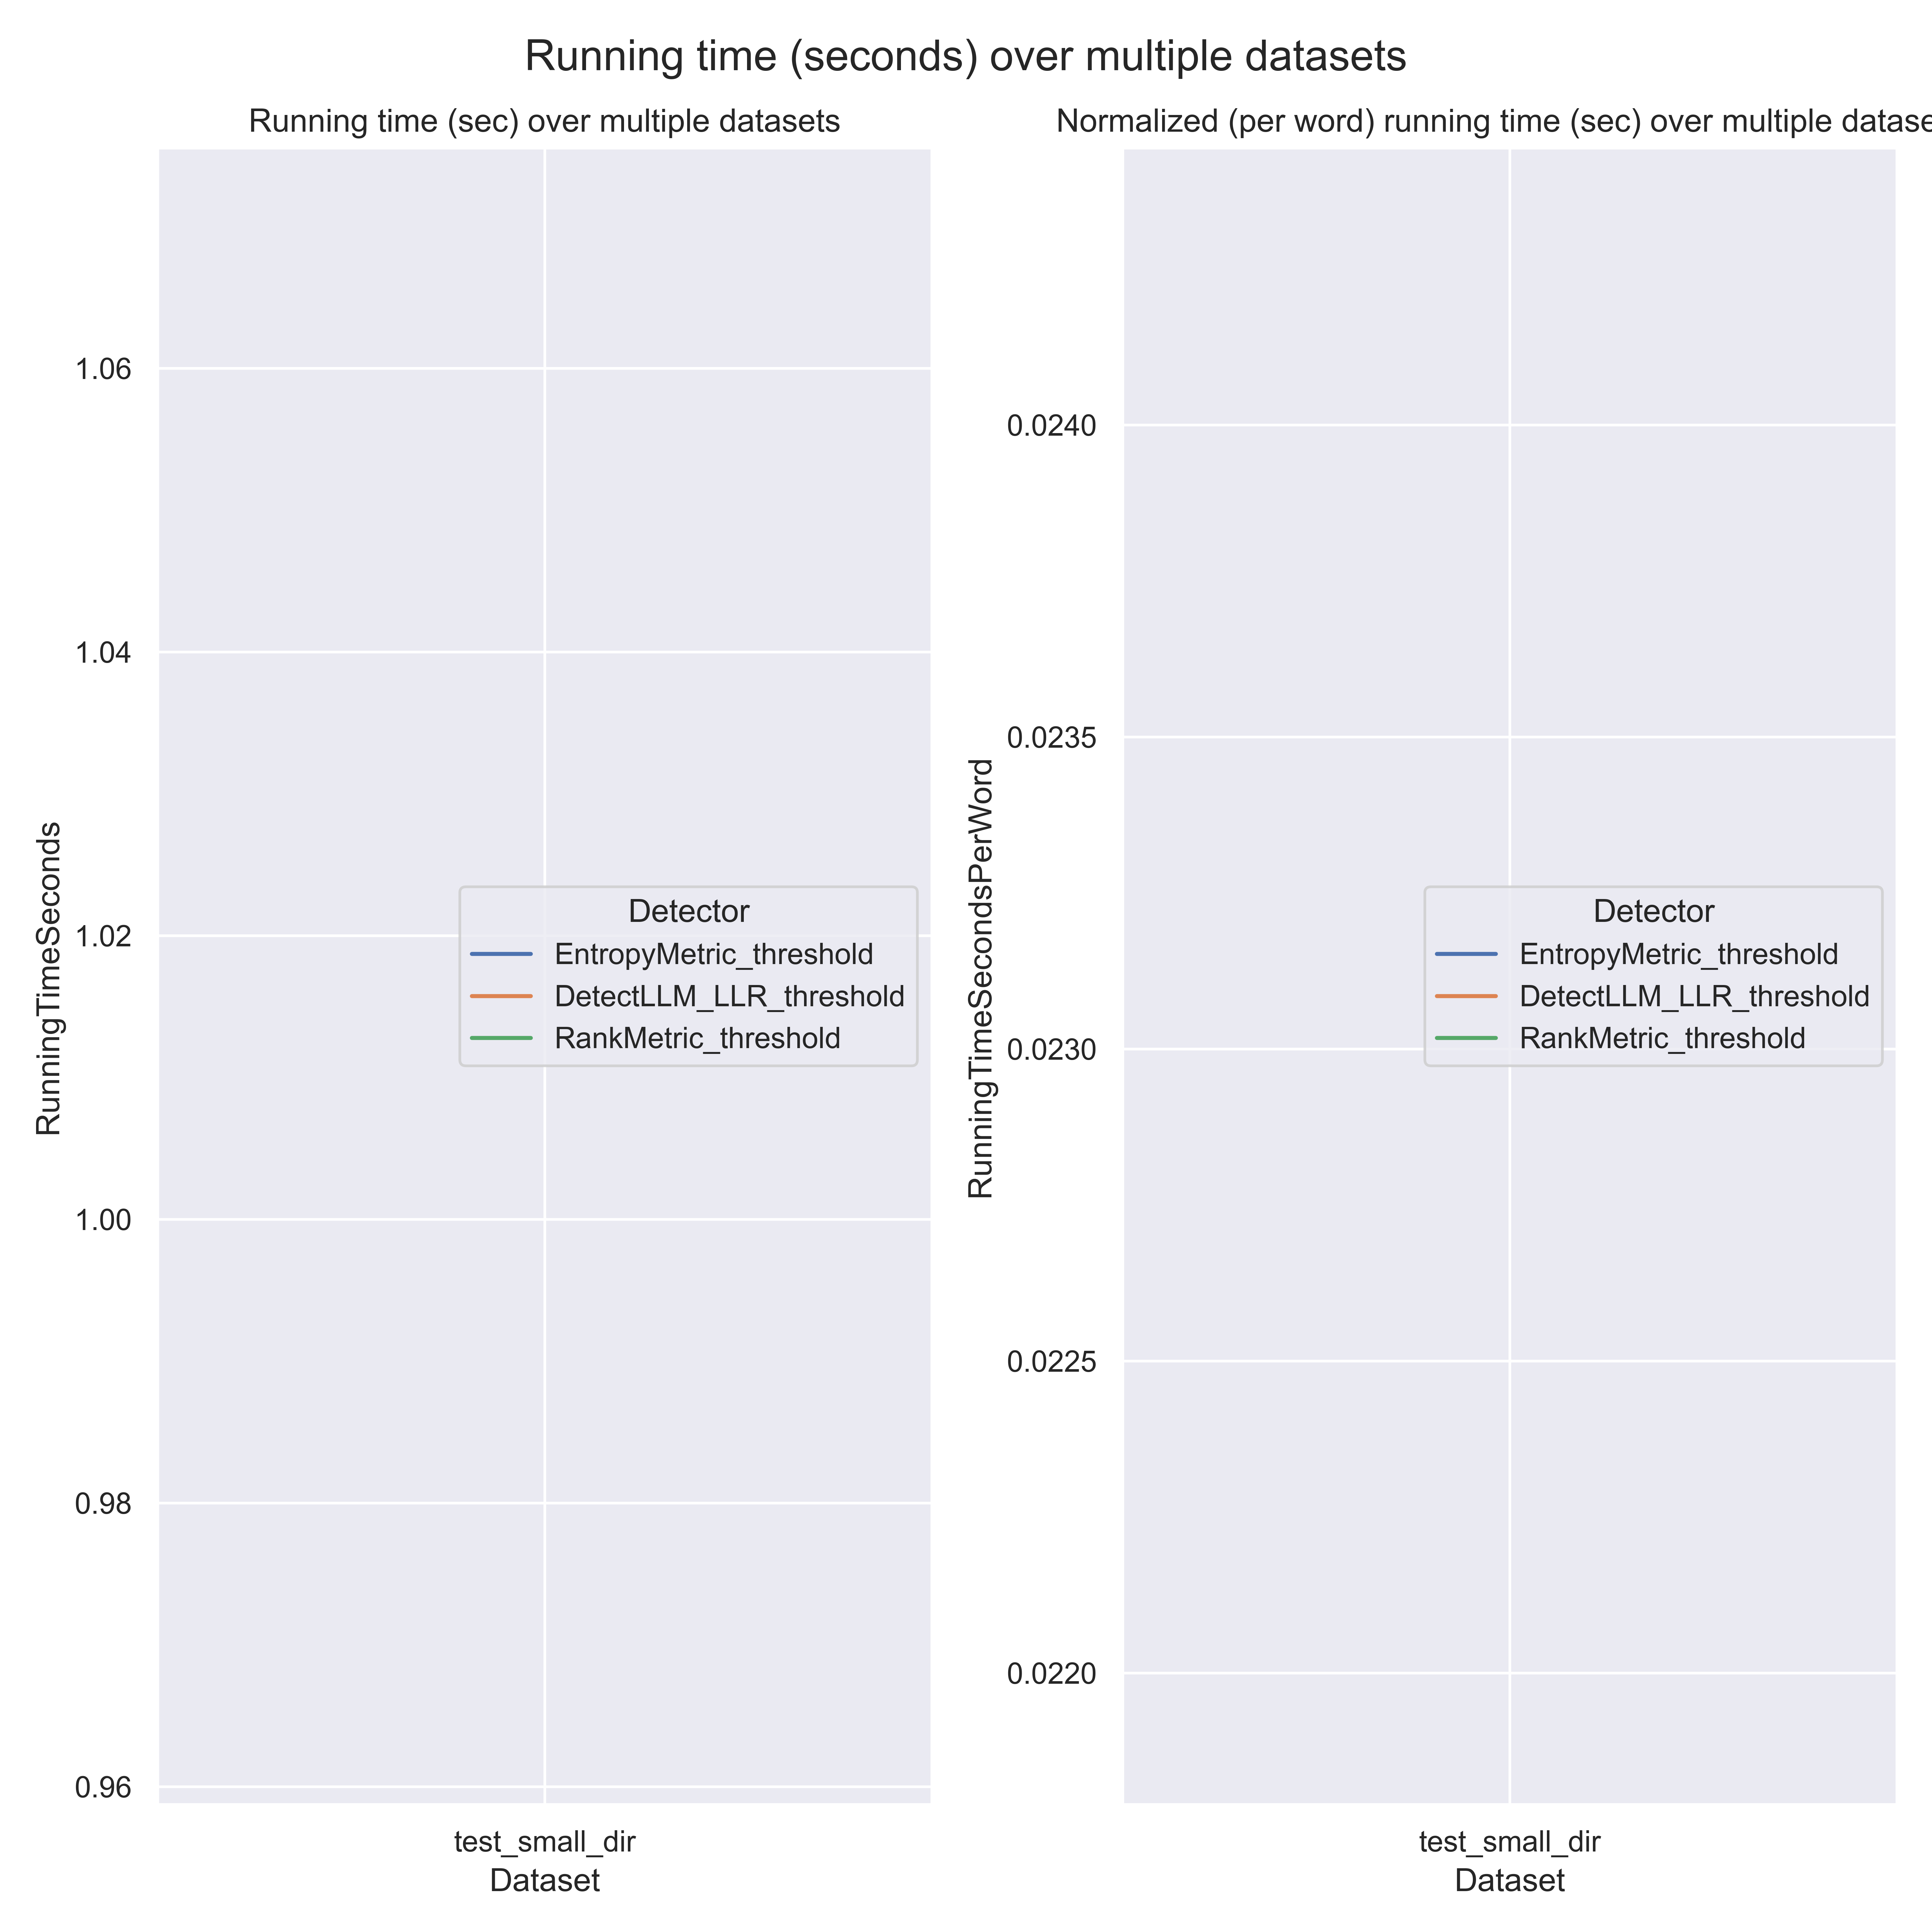 Running time (seconds) over multiple datasets
Running time (sec) over multiple datasets
1.06
1.04
1.02
1.00
0.98
0.96
RunningTimeSeconds
Detector
EntropyMetric_threshold
DetectLLM_LLR_threshold
RankMetric_threshold
test_small_dir
Dataset
Normalized (per word) running time (sec) over multiple datase
0.0240
0.0235
0.0230
0.0225
0.0220
RunningTimeSecondsPerWord
Detector
EntropyMetric_threshold
DetectLLM_LLR_threshold
RankMetric_threshold
test_small_dir
Dataset